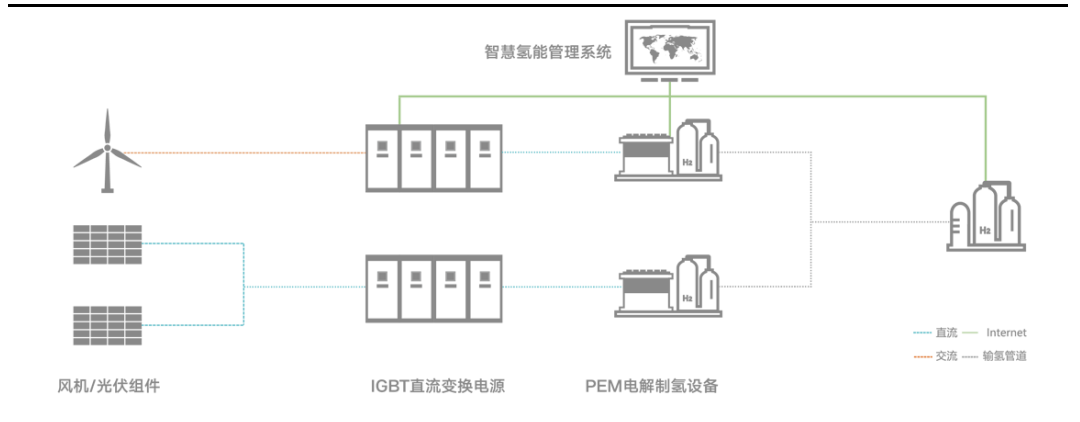 智慧氢能管理系统
H₂
H₂
H₂
直流
Internet
交流
输氢管道
风机/光伏组件
IGBT直流变换电源
PEM电解制氢设备